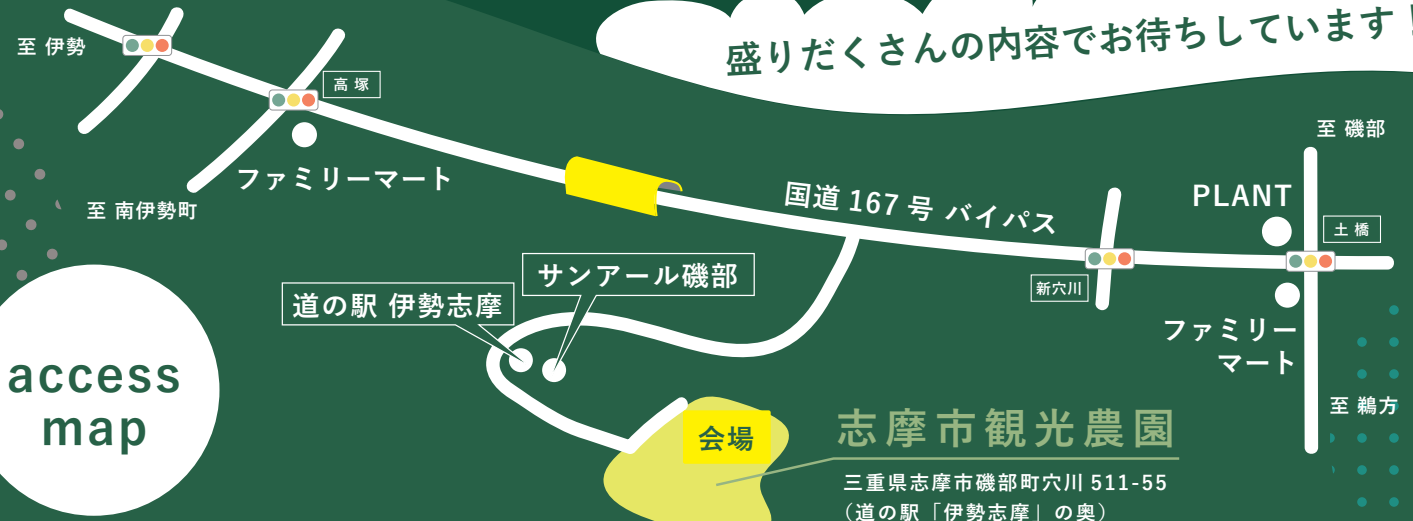 盛りだくさんの内容でお待ちしています!
至 伊勢
高塚
ファミリーマート
至 南伊勢町
国道 167 号 バイパス
至 磯部
PLANT
土橋
新穴川
ファミリー
マート
至 鵜方
サンアール磯部
道の駅 伊勢志摩
access
map
会場
志摩市観光農園
三重県志摩市磯部町穴川 511-55
(道の駅「伊勢志摩」の奥)